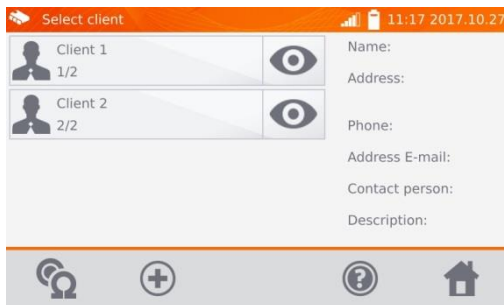 Select client
11:17 2017.10.27
Client 1
1/2
Client 2
2/2
Name:
Address:
Phone:
Address E-mail:
Contact person:
Description: